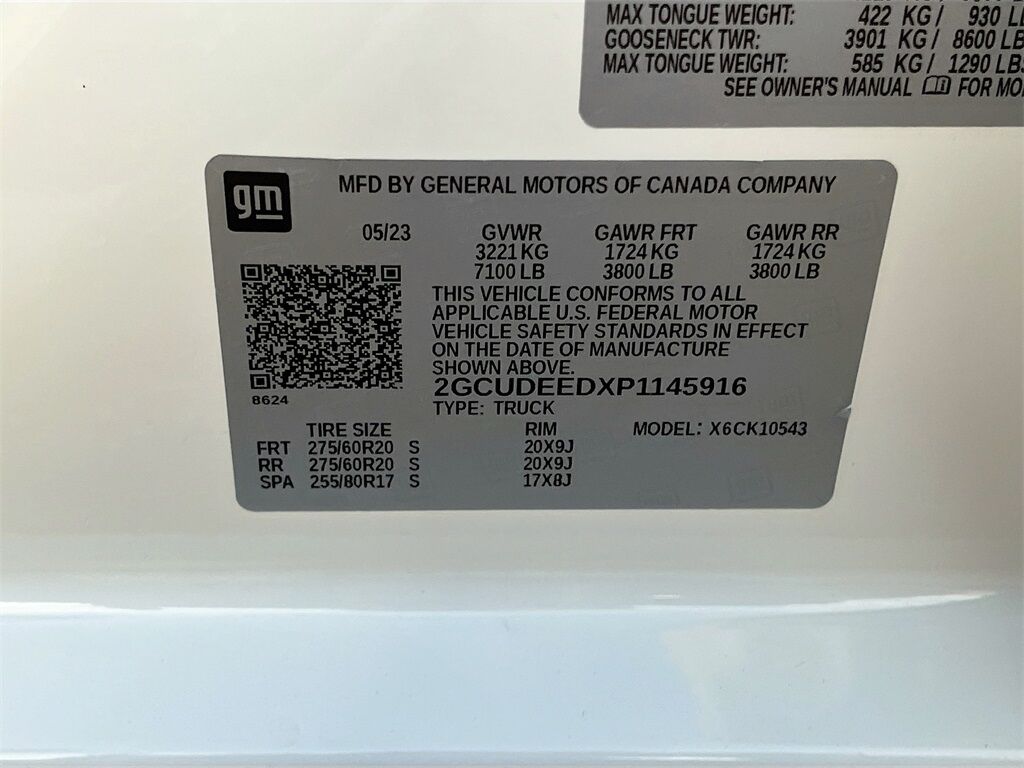 MAX TONGUE WEIGHT: 422 KG / 930
GOOSENECK TWR: 3901 KG / 8600 LB
MAX TONGUE WEIGHT: 585 KG / 1290 LBS
SEE OWNER'S MANUAL FOR
gm
MFD BY GENERAL MOTORS OF CANADA COMPANY
05/23 GVWR GAWR FRT GAWR RR
3221 KG 1724 KG 1724 KG
7100 LB 3800 LB 3800 LB
THIS VEHICLE CONFORMS TO ALL
APPLICABLE U.S. FEDERAL MOTOR
VEHICLE SAFETY STANDARDS IN EFFECT
ON THE DATE OF MANUFACTURE
SHOWN ABOVE.
2GCUDEEDXP1145916
8624
TYPE: TRUCK
TIRE SIZE RIM MODEL: X6CK10543
FRT 275/60R20 S 20X9J
RR 275/60R20 S 20X9J
SPA 255/80R17 S 17X8J